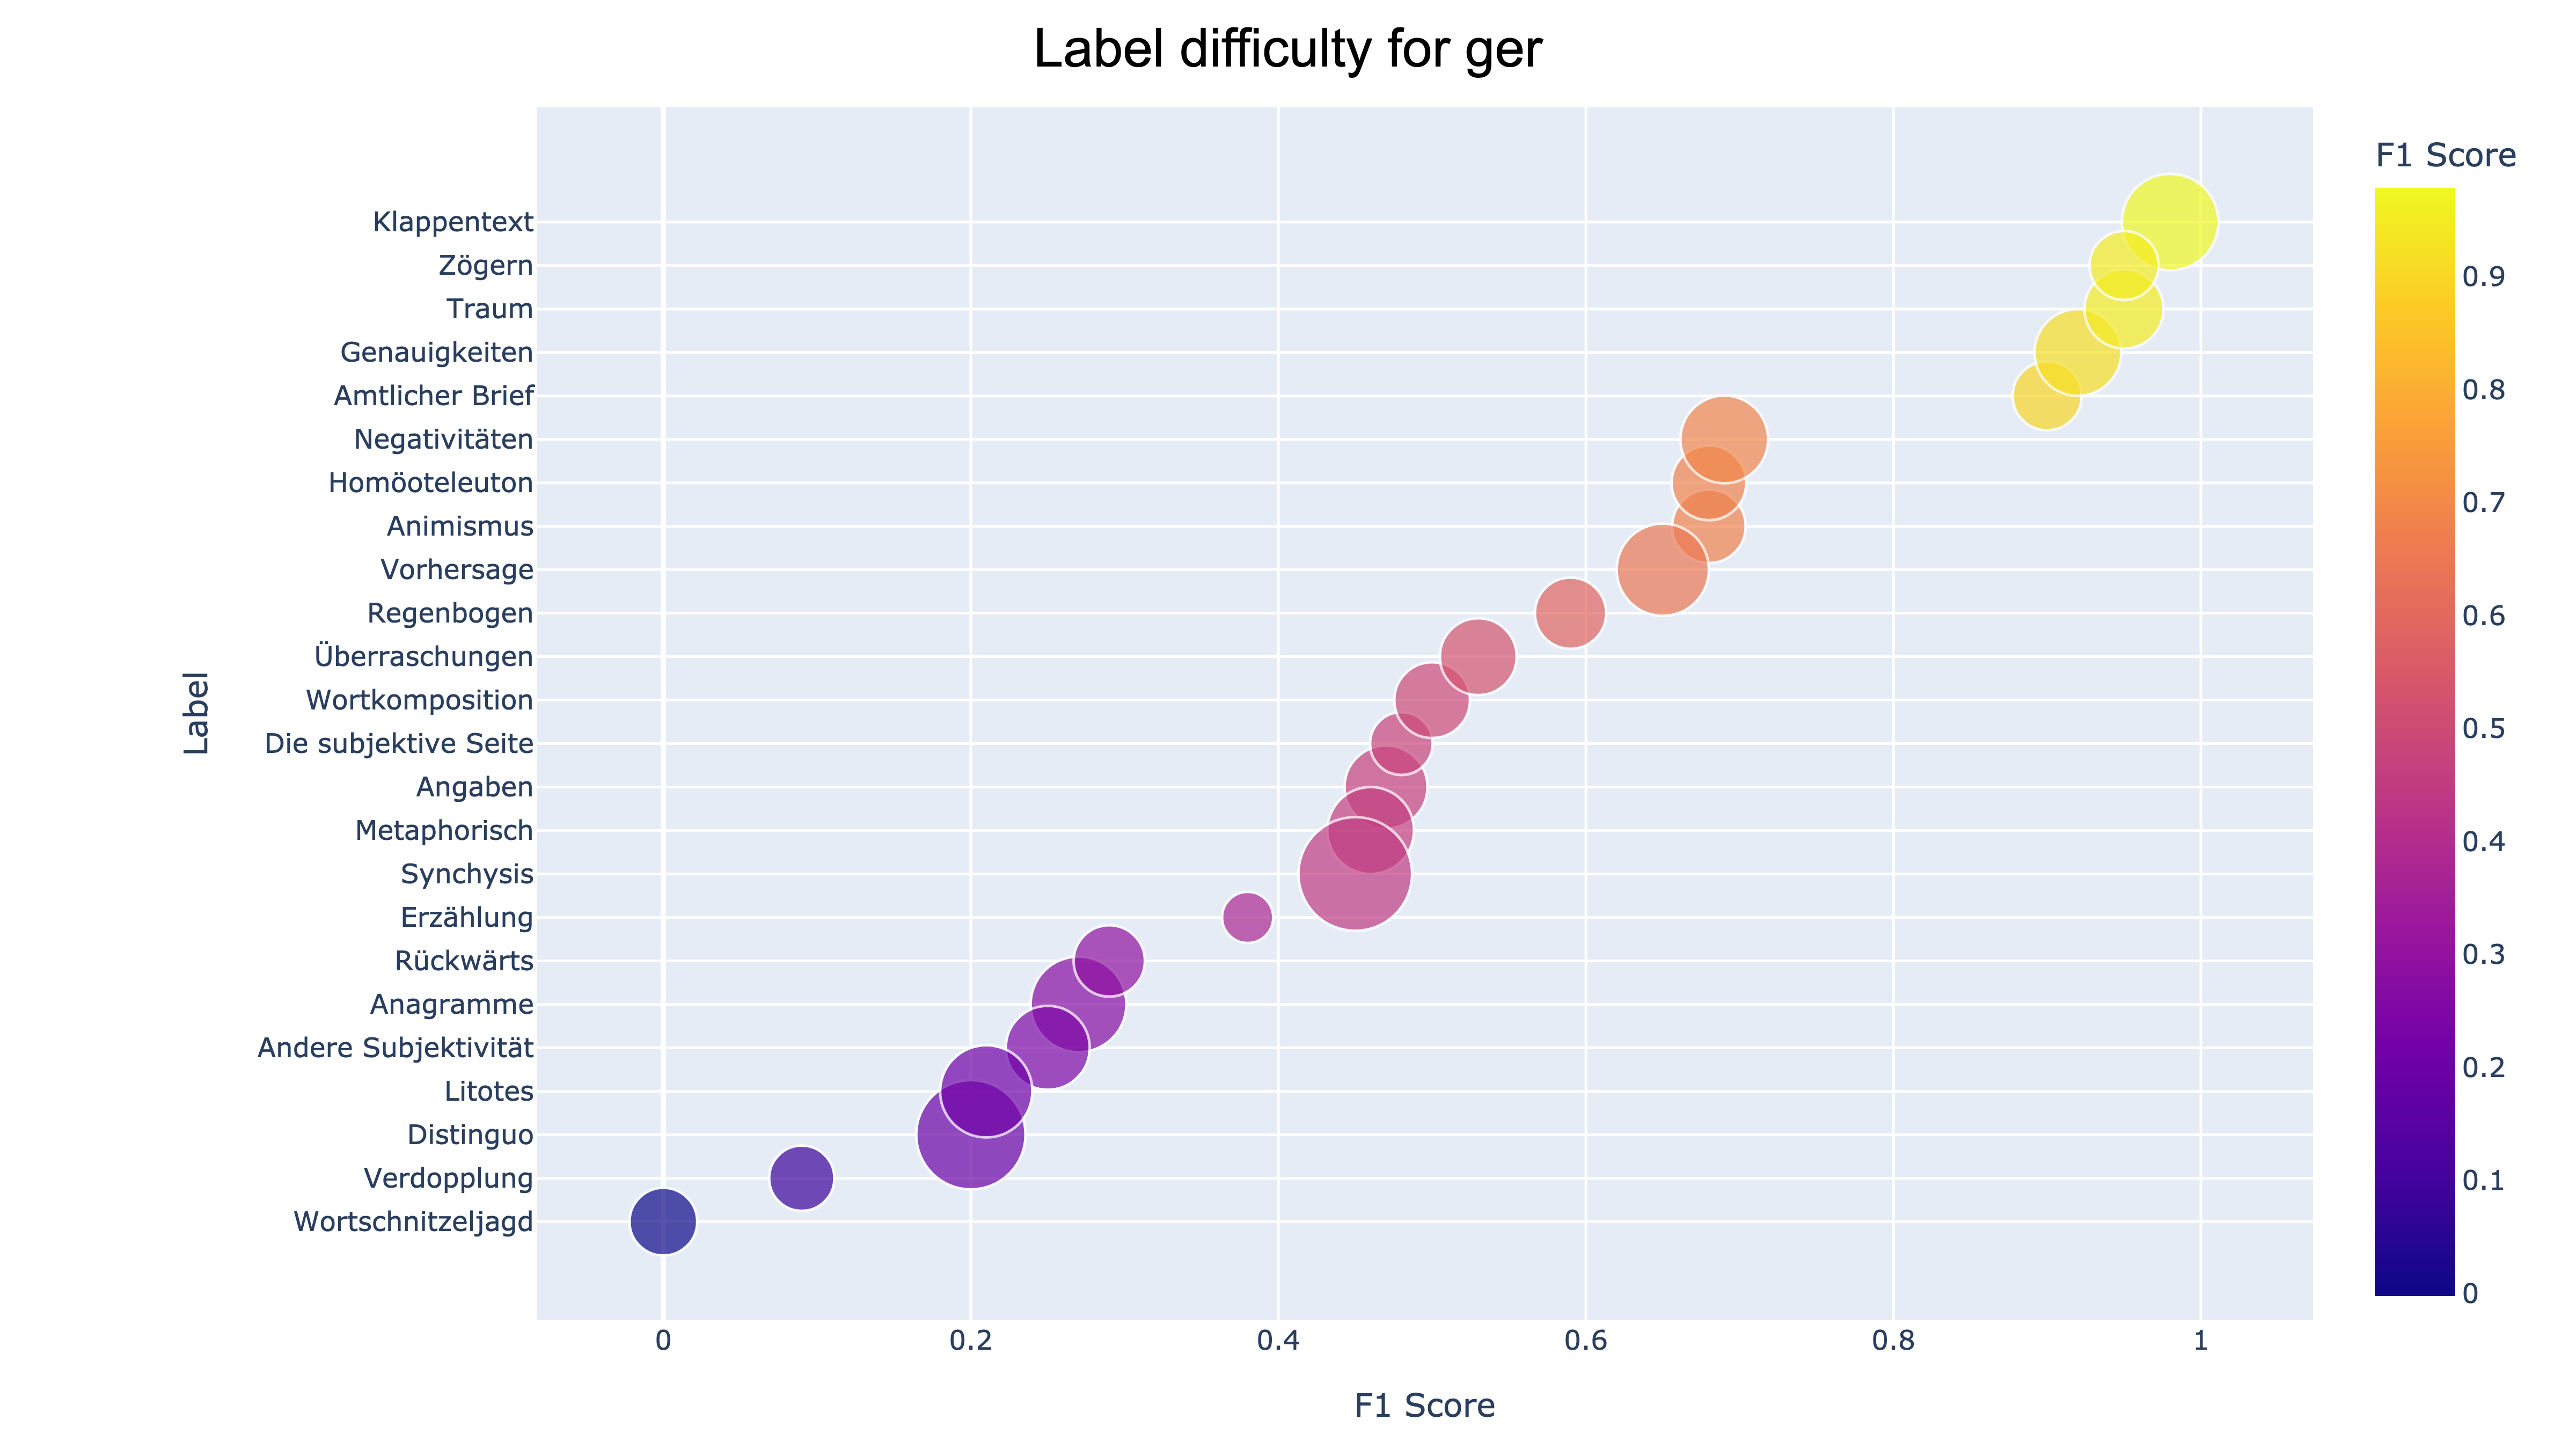 Label difficulty for ger
F1 Score
Klappentext
Zögern
Traum
Genauigkeiten
Amtlicher Brief
Negativitäten
Homöoteleuton
Animismus
Vorhersage
Regenbogen
Überraschungen
Wortkomposition
Die subjektive Seite
Angaben
Metaphorisch
Synchysis
Erzählung
Rückwärts
Anagramme
Andere Subjektivität
Litotes
Distinguo
Verdopplung
Wortschnitzeljagd
Label
0 0.2 0.4 0.6 0.8 1
F1 Score
0.9
0.8
0.7
0.6
0.5
0.4
0.3
0.2
0.1
0